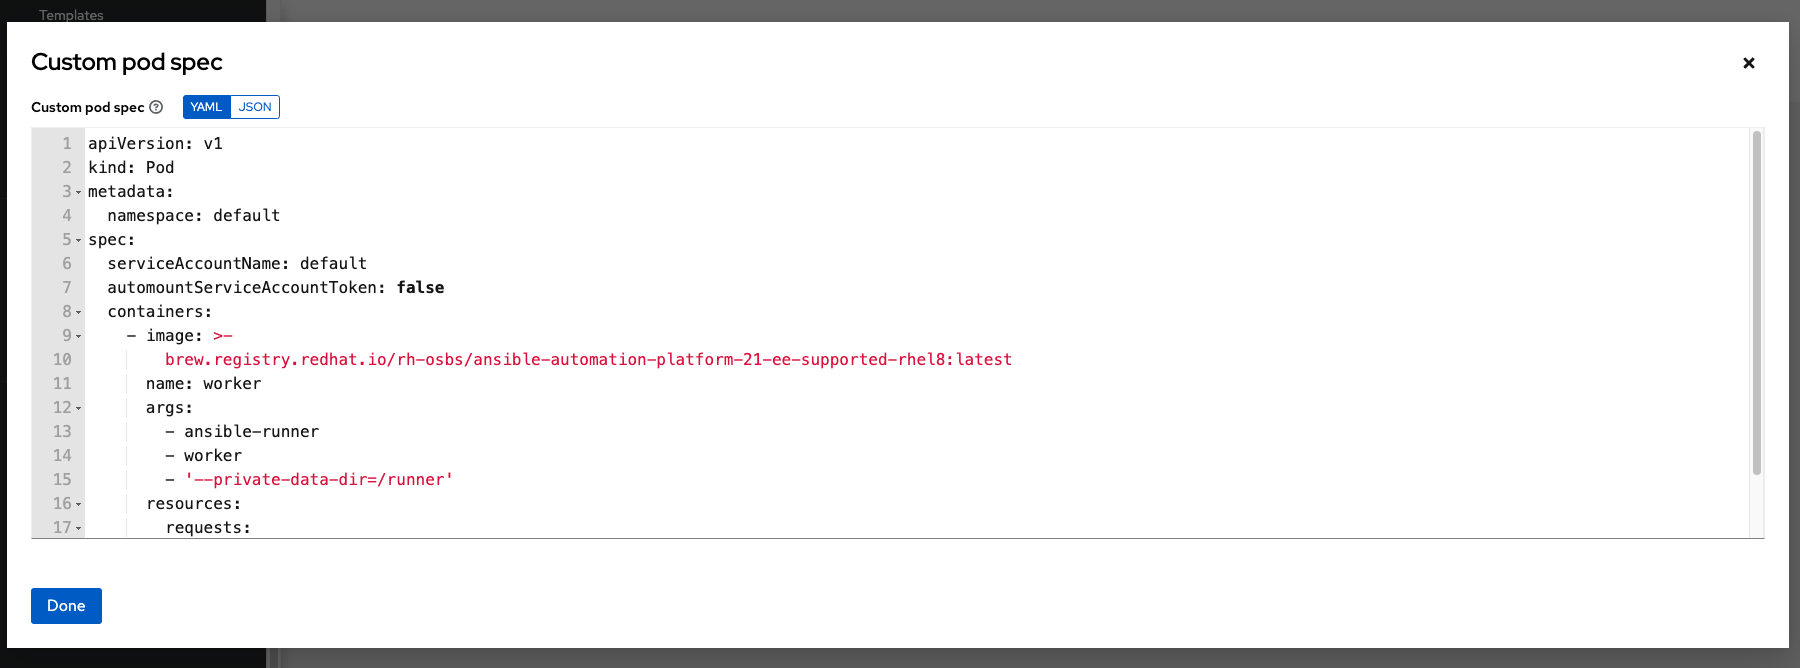 Templates
Custom pod spec
Custom pod spec YAML JSON
1 apiVersion: v1
2 kind: Pod
3 metadata:
4   namespace: default
5 spec:
6   serviceAccountName: default
7   automountServiceAccountToken: false
8   containers:
9     - image: >-
10         brew.registry.redhat.io/rh-osbs/ansible-automation-platform-21-ee-supported-rhel8:latest
11       name: worker
12       args:
13         - ansible-runner
14         - worker
15         - '--private-data-dir=/runner'
16       resources:
17         requests:
Done